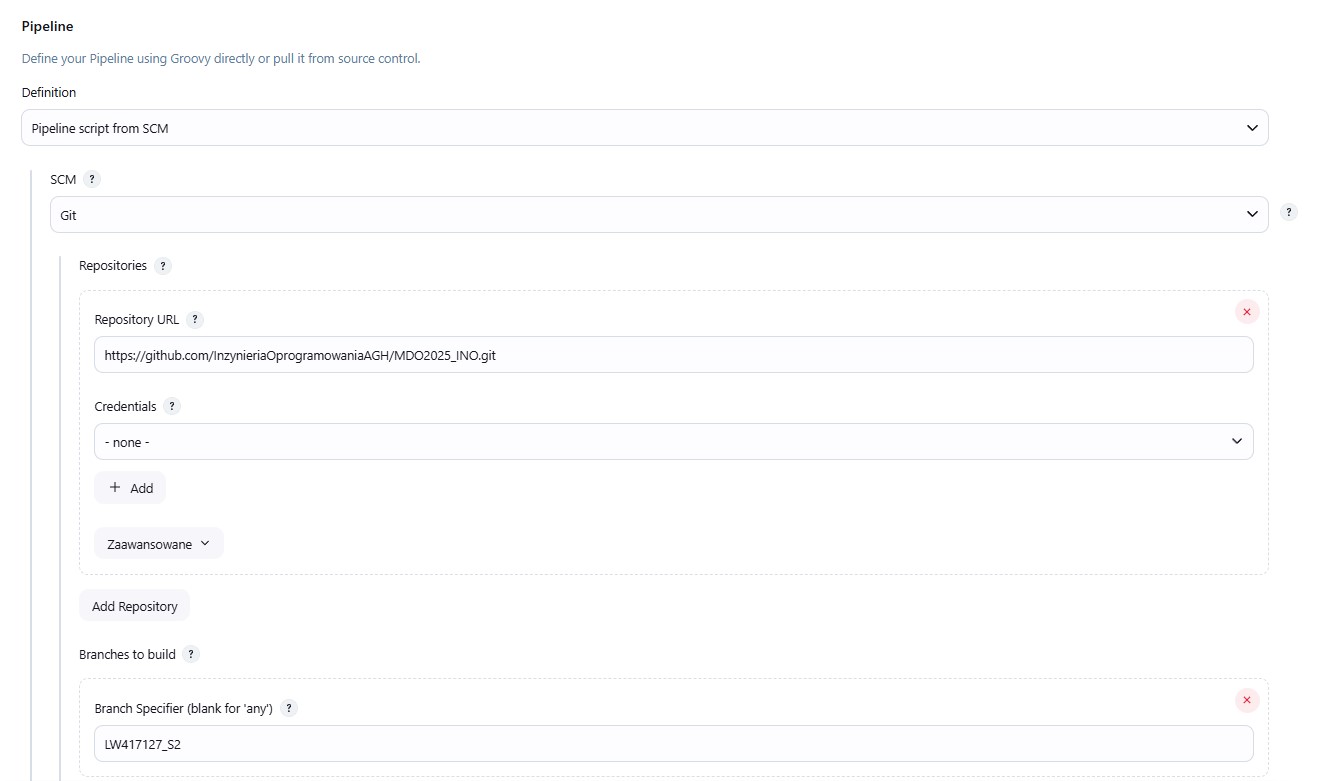 Pipeline
Define your Pipeline using Groovy directly or pull it from source control.
Definition
Pipeline script from SCM
SCM ?
Git
?
Repositories ?
Repository URL ?
https://github.com/InzynieriaOprogramowaniaAGH/MDO2025_INO.git
Credentials ?
- none -
+ Add
Zaawansowane
Add Repository
Branches to build ?
Branch Specifier (blank for 'any') ?
LW417127_S2